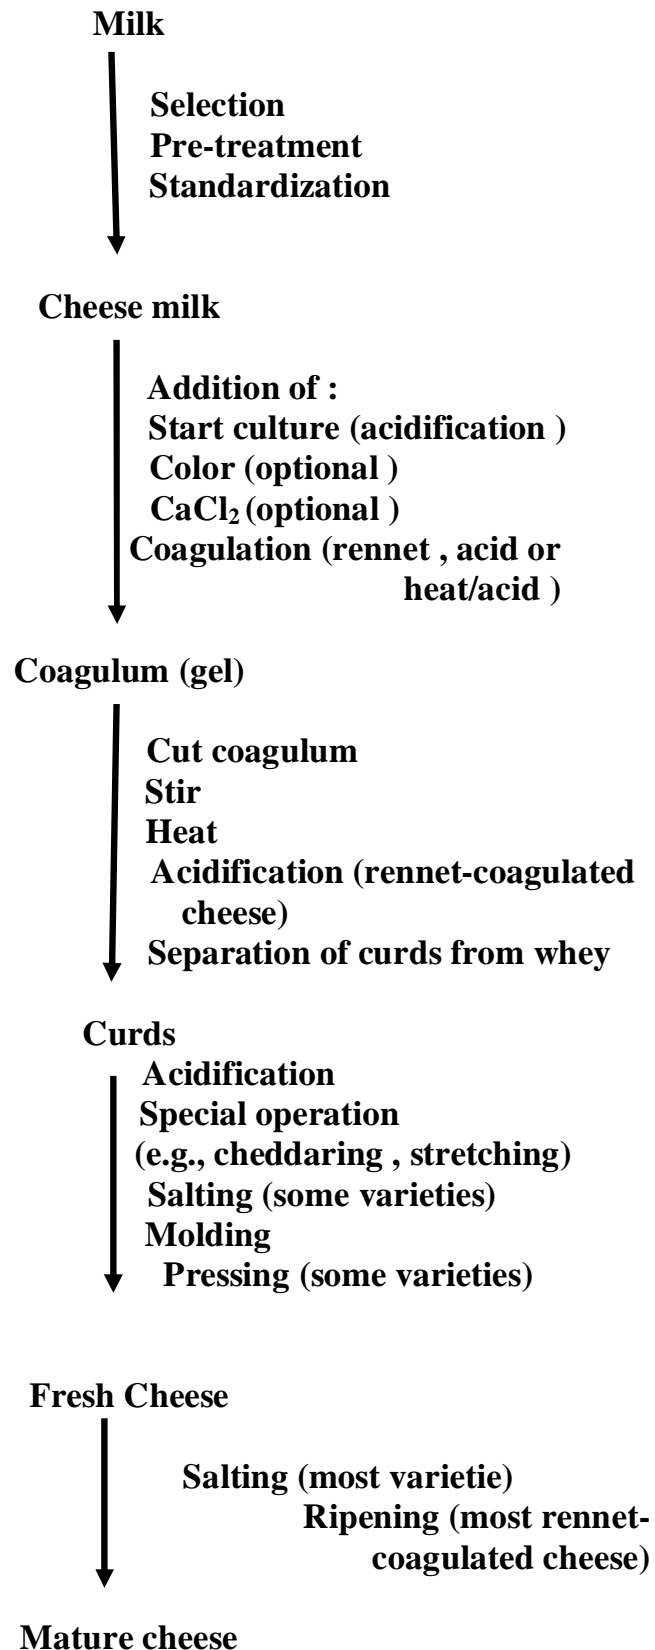 Milk
Selection
Pre-treatment
Standardization
Cheese milk
Addition of :
Start culture (acidification )
Color (optional )
CaCl₂ (optional )
Coagulation (rennet , acid or
heat/acid )
Coagulum (gel)
Cut coagulum
Stir
Heat
Acidification (rennet-coagulated
cheese)
Separation of curds from whey
Curds
Acidification
Special operation
(e.g., cheddaring , stretching)
Salting (some varieties)
Molding
Pressing (some varieties)
Fresh Cheese
Salting (most varietie)
Ripening (most rennet-
coagulated cheese)
Mature cheese